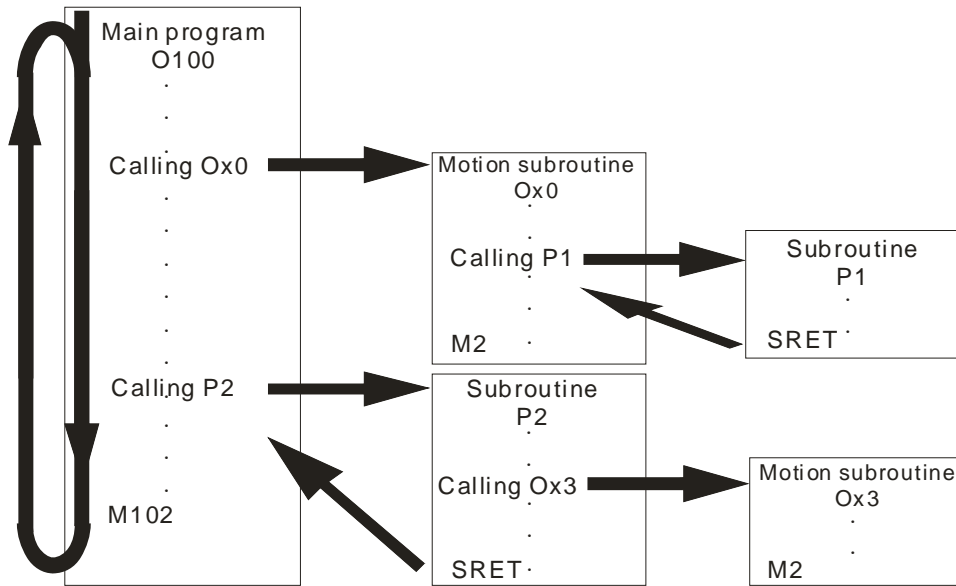 Main program
O100
Calling Ox0
Calling P2
M102
Motion subroutine
Ox0
Calling P1
M2
Subroutine
P1
SRET
Subroutine
P2
Calling Ox3
SRET
Motion subroutine
Ox3
M2